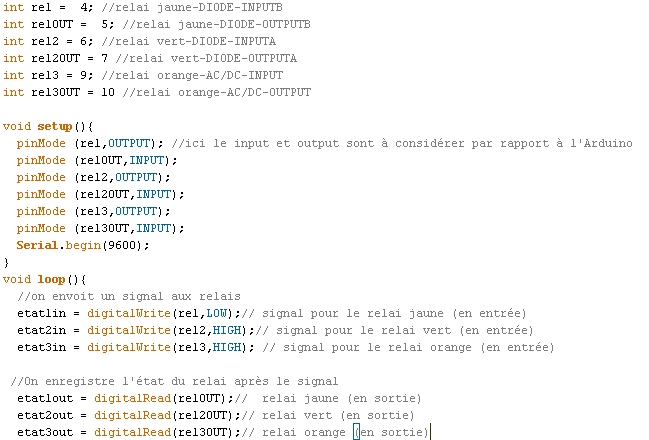 int rel =  4; //relai jaune-DIODE-INPUTB
int relOUT =  5; //relai jaune-DIODE-OUTPUTB
int rel2 = 6; //relai vert-DIODE-INPUTA
int rel2OUT = 7 //relai vert-DIODE-OUTPUTA
int rel3 = 9; //relai orange-AC/DC-INPUT
int rel3OUT = 10 //relai orange-AC/DC-OUTPUT
void setup(){
pinMode (rel,OUTPUT); //ici le input et output sont à considérer par rapport à l'Arduino
pinMode (relOUT,INPUT);
pinMode (rel2,OUTPUT);
pinMode (rel2OUT,INPUT);
pinMode (rel3,OUTPUT);
pinMode (rel3OUT,INPUT);
Serial.begin(9600);
}
void loop(){
//on envoit un signal aux relais
etat1in = digitalWrite(rel,LOW);// signal pour le relai jaune (en entrée)
etat2in = digitalWrite(rel2,HIGH);// signal pour le relai vert (en entrée)
etat3in = digitalWrite(rel3,HIGH); // signal pour le relai orange (en entrée)
//On enregistre l'état du relai après le signal
etat1out = digitalRead(relOUT);//  relai jaune (en sortie)
etat2out = digitalRead(rel2OUT);// relai vert (en sortie)
etat3out = digitalRead(rel3OUT);// relai orange (en sortie)